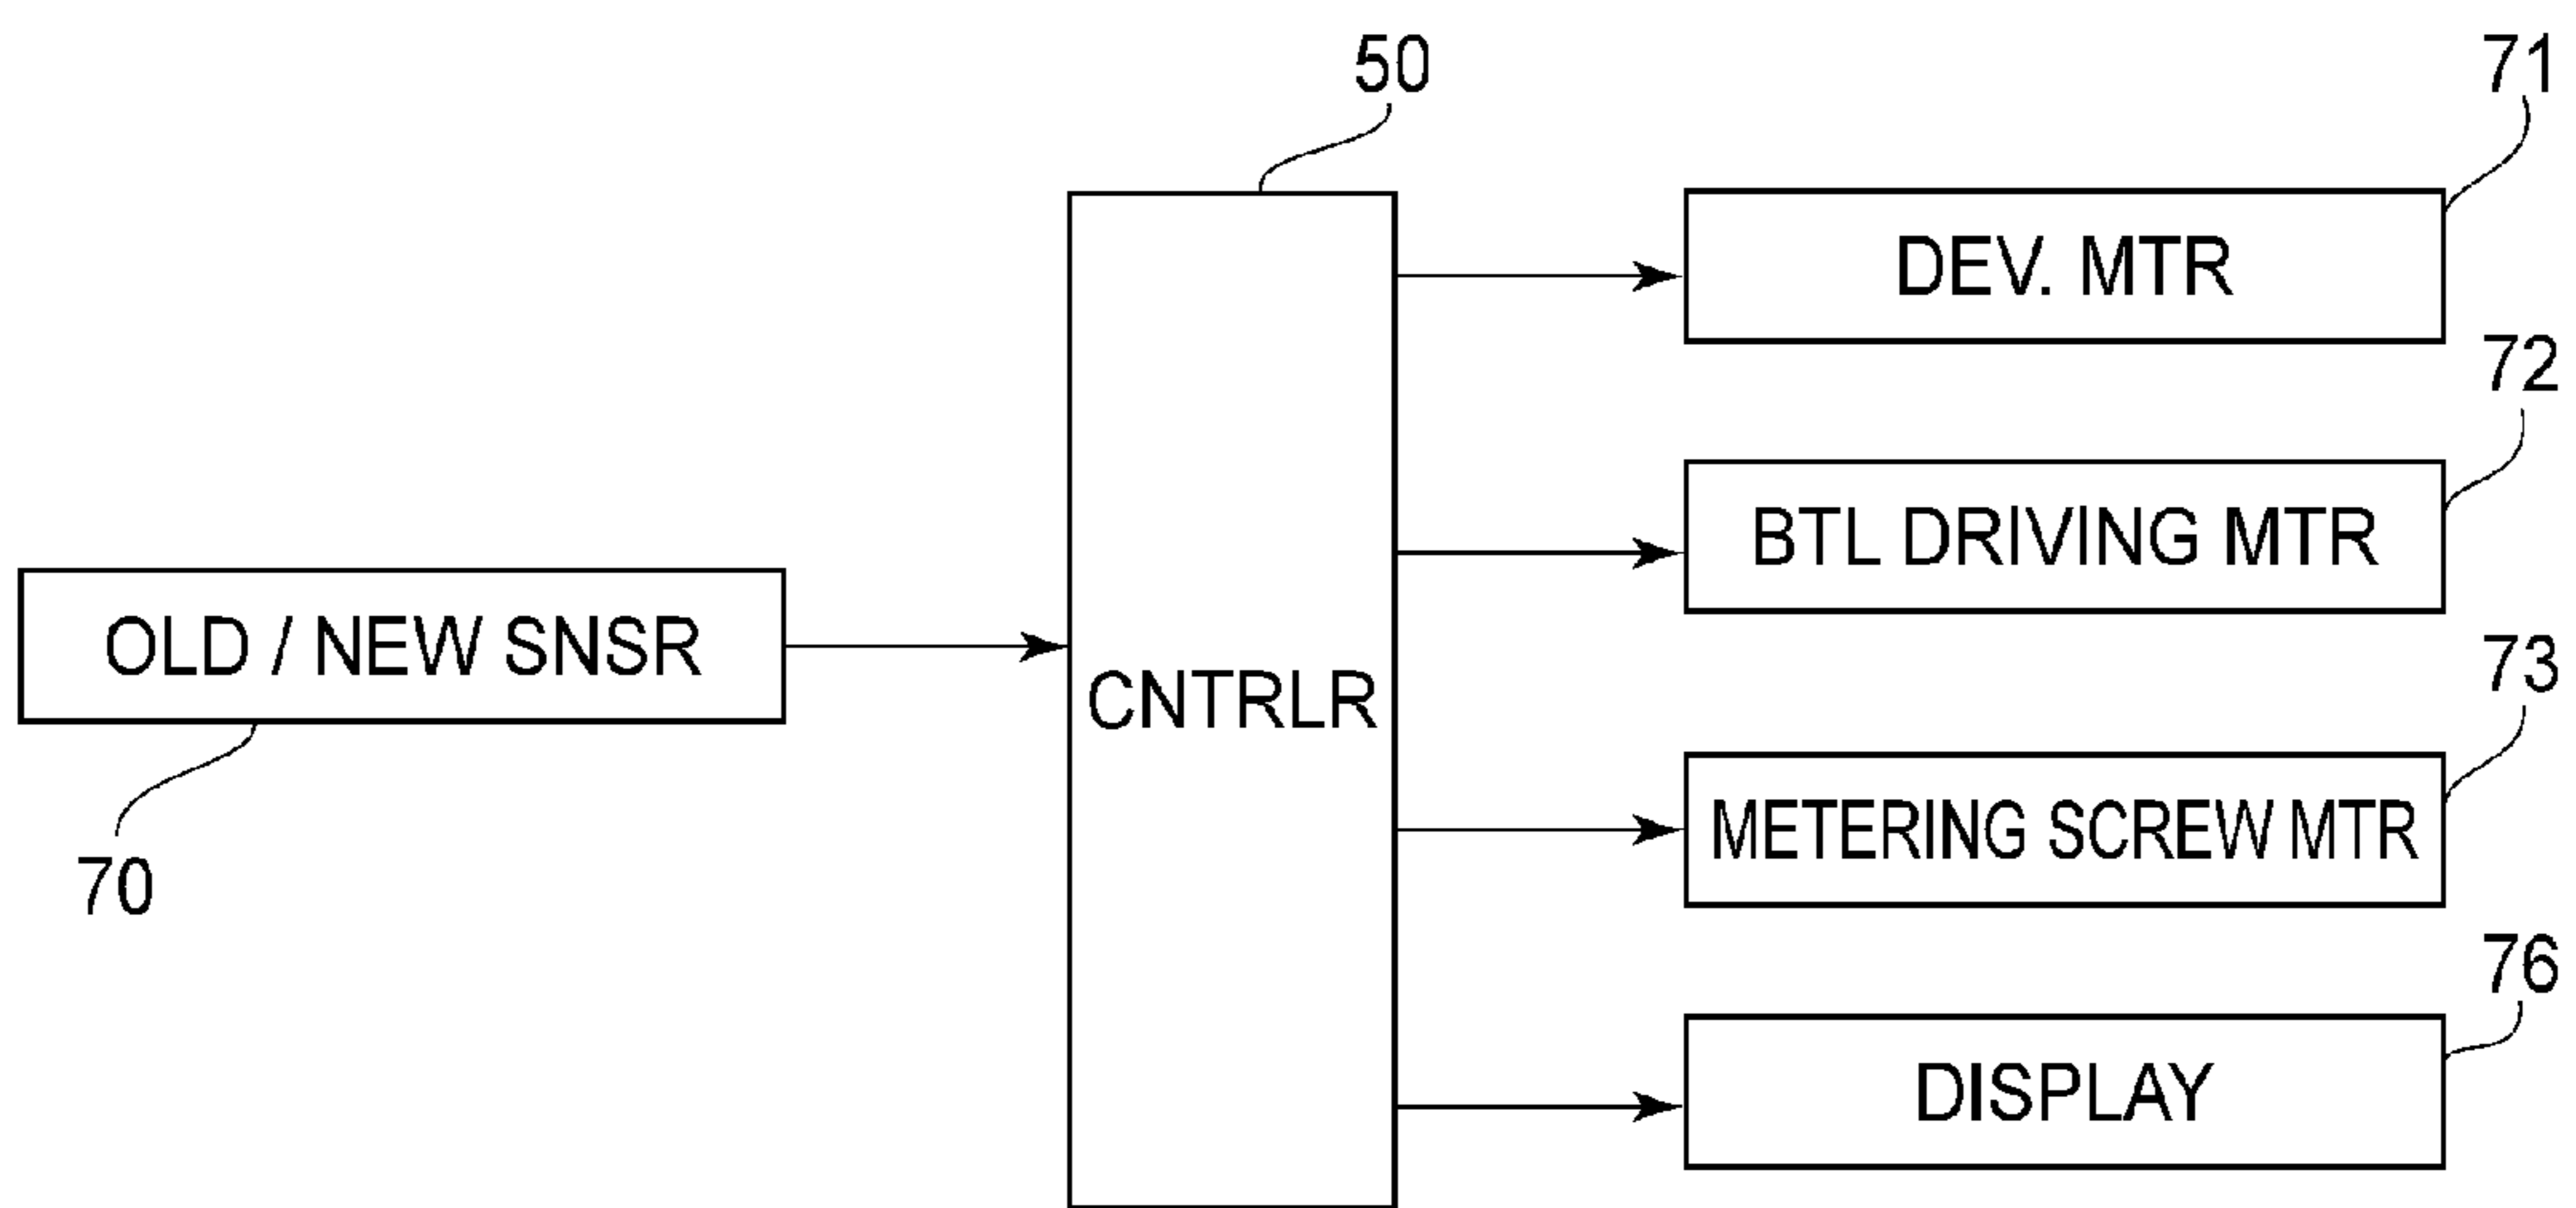 50
71
DEV. MTR
72
BTL DRIVING MTR
OLD / NEW SNSR
73
CNTRLR
METERING SCREW MTR
70
76
DISPLAY